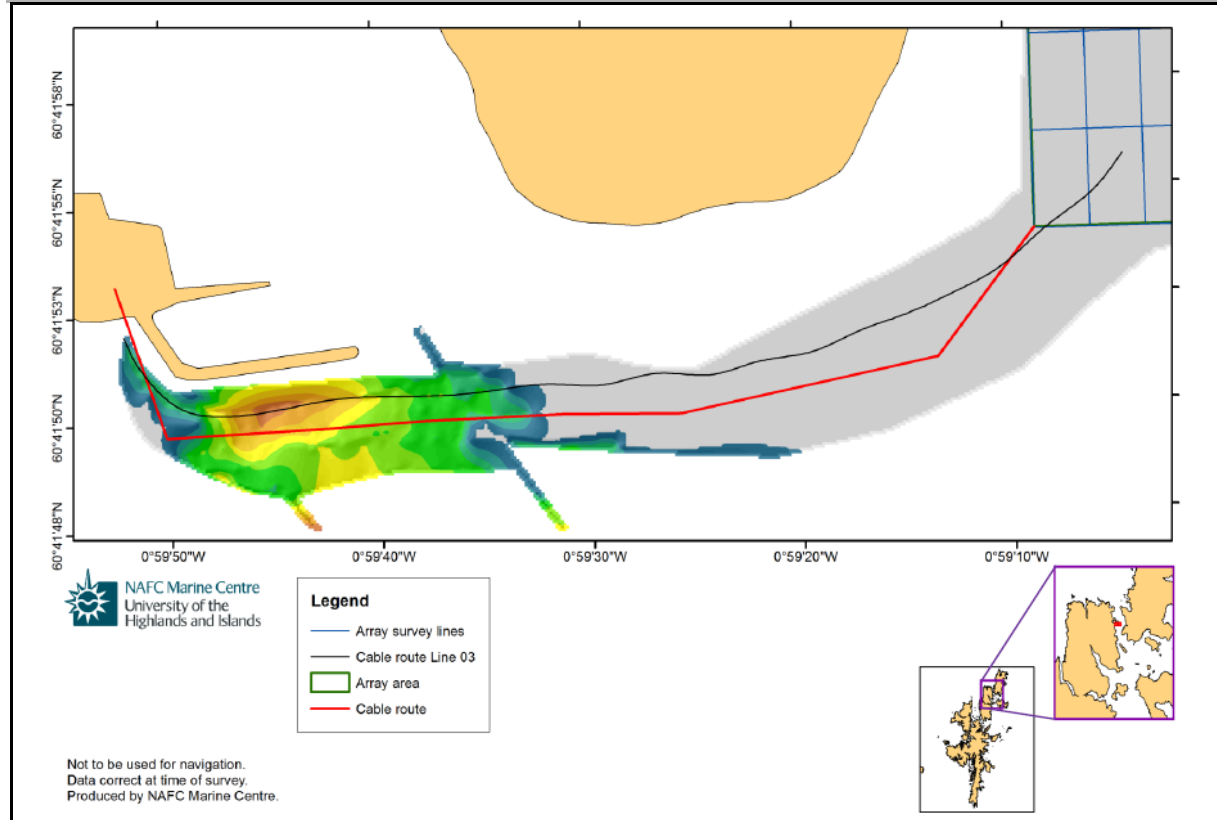 60°41'58"N
60°41'55"N
60°41'53"N
60°41'50"N
60°41'48"N
0°59'50"W
0°59'40"W
0°59'30"W
0°59'20"W
0°59'10"W
NAFC Marine Centre
University of the
Highlands and Islands
Legend
Array survey lines
Cable route Line 03
Array area
Cable route
Not to be used for navigation.
Data correct at time of survey.
Produced by NAFC Marine Centre.